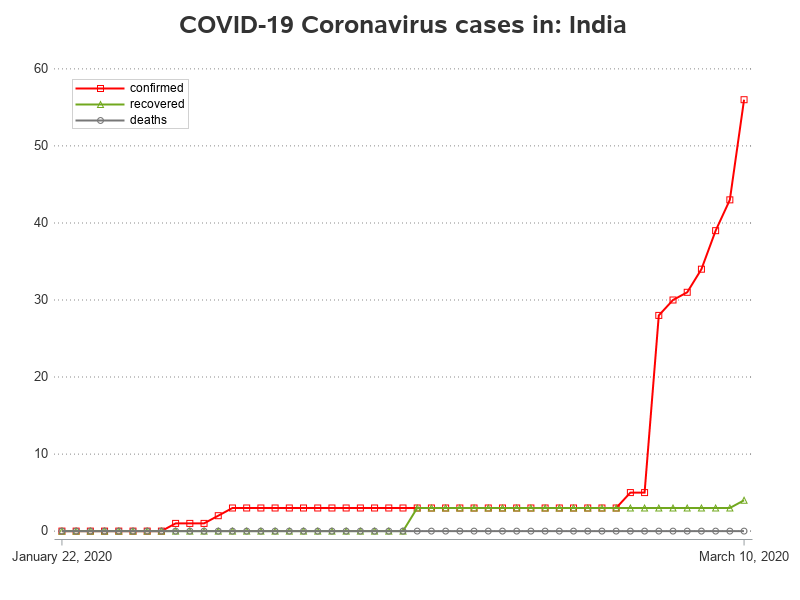 COVID-19 Coronavirus cases in: India
60
confirmed
recovered
deaths
50
40
30
20
10
0
January 22, 2020
March 10, 2020